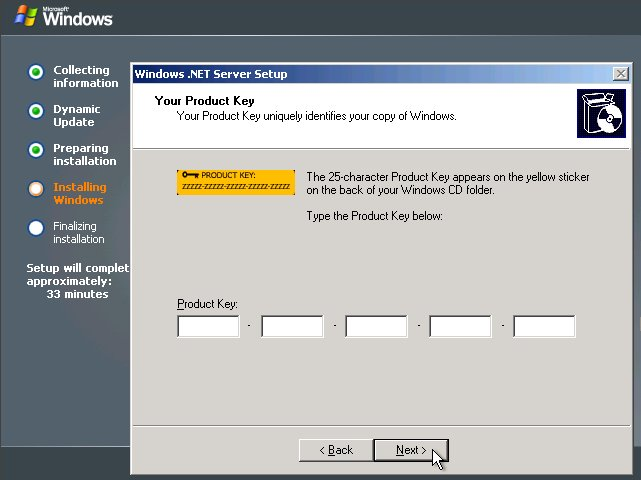 Microsoft
Windows
Collecting
information
Dynamic
Update
Preparing
installation
Installing
Windows
Finalizing
installation
Setup will complet
approximately:
33 minutes
Windows .NET Server Setup
Your Product Key
Your Product Key uniquely identifies your copy of Windows.
PRODUCT KEY:
ZZZZZ-ZZZZZ-ZZZZZ-ZZZZZ-ZZZZZ
The 25-character Product Key appears on the yellow sticker
on the back of your Windows CD folder.
Type the Product Key below:
Product Key:
- - - -
< Back
Next >